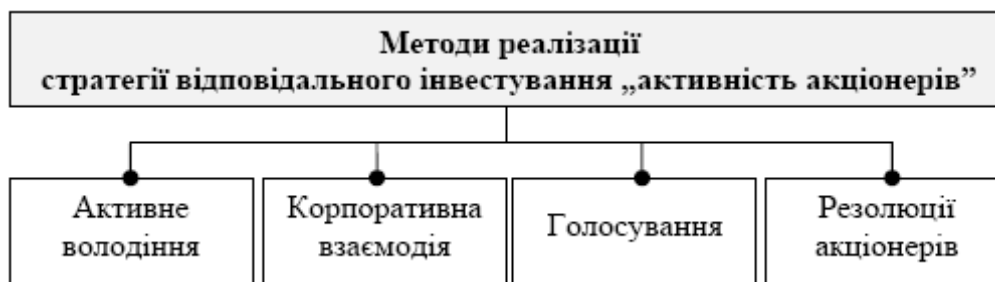 Методи реалізації
стратегії відповідального інвестування „активність акціонерів”
Активне
володіння
Корпоративна
взаємодія
Голосування
Резолюції
акціонерів